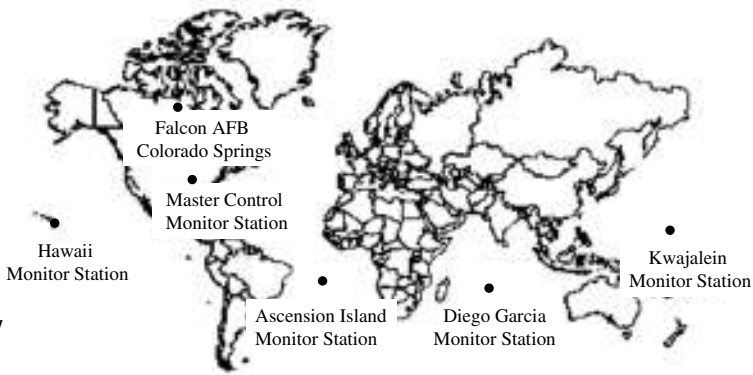 Falcon AFB
Colorado Springs
Master Control
Monitor Station
Hawaii
Monitor Station
Kwajalein
Monitor Station
Ascension Island
Monitor Station
Diego Garcia
Monitor Station